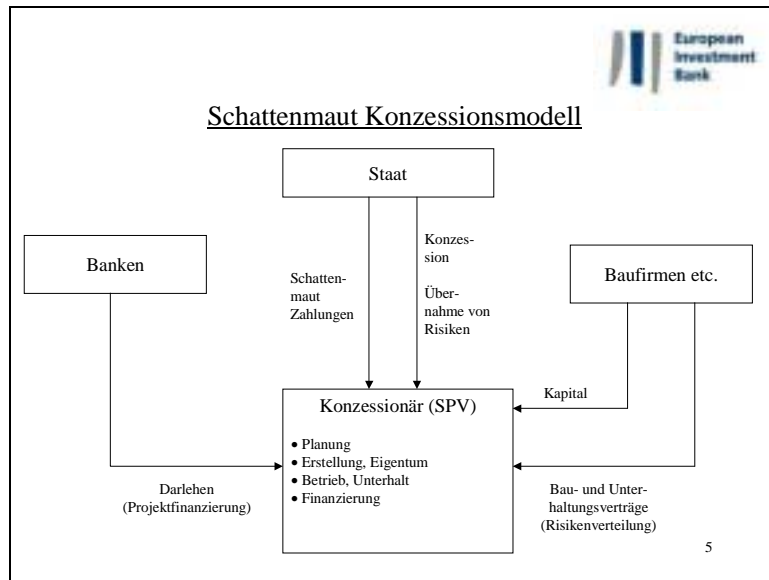 European
Investment
Bank
Schattenmaut Konzessionsmodell
Staat
Banken
Baufirmen etc.
Schatten-
maut
Zahlungen
Konzes-
sion
Über-
nahme von
Risiken
Kapital
Konzessionär (SPV)
• Planung
• Erstellung, Eigentum
• Betrieb, Unterhalt
• Finanzierung
Darlehen
(Projektfinanzierung)
Bau- und Unter-
haltungsverträge
(Risikenverteilung)
5